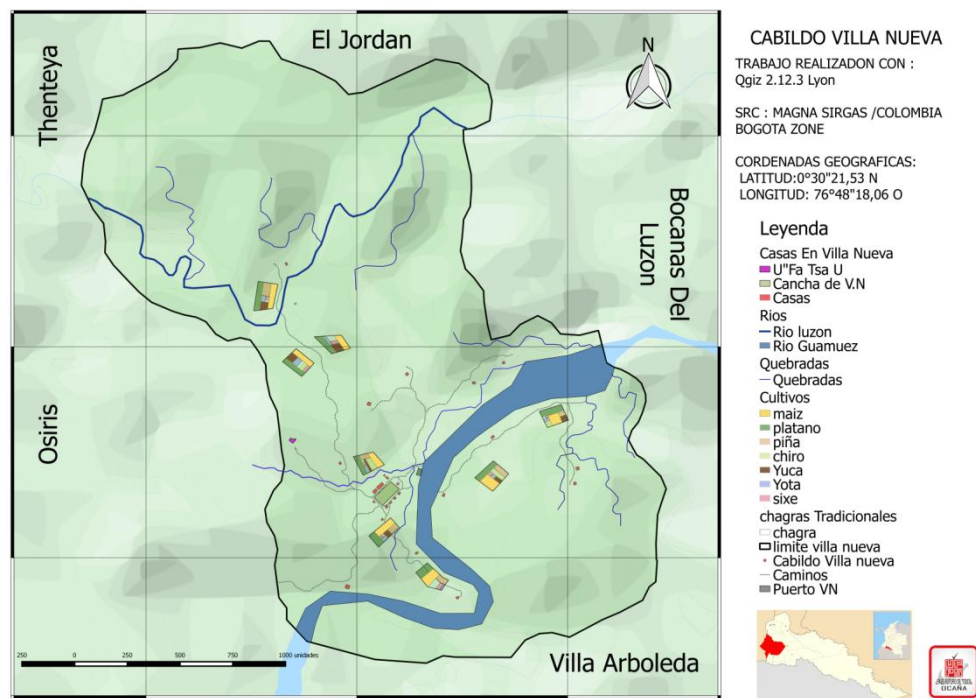 El Jordan
Thenteya
Osiris
Bocanas Del
Luzon
Villa Arboleda
N
250
0
250
500
750
1000 unidades
CABILDO VILLA NUEVA
TRABAJO REALIZADON CON :
Qgiz 2.12.3 Lyon
SRC : MAGNA SIRGAS /COLOMBIA
BOGOTA ZONE
CORDENADAS GEOGRAFICAS:
LATITUD:0°30"21,53 N
LONGITUD: 76°48"18,06 O
Leyenda
Casas En Villa Nueva
U"Fa Tsa U
Cancha de V.N
Casas
Rios
Rio luzon
Rio Guamuez
Quebradas
Quebradas
Cultivos
maiz
platano
piña
chiro
Yuca
Yota
sixe
chagras Tradicionales
chagra
limite villa nueva
Cabildo Villa nueva
Caminos
Puerto VN
OCAÑA